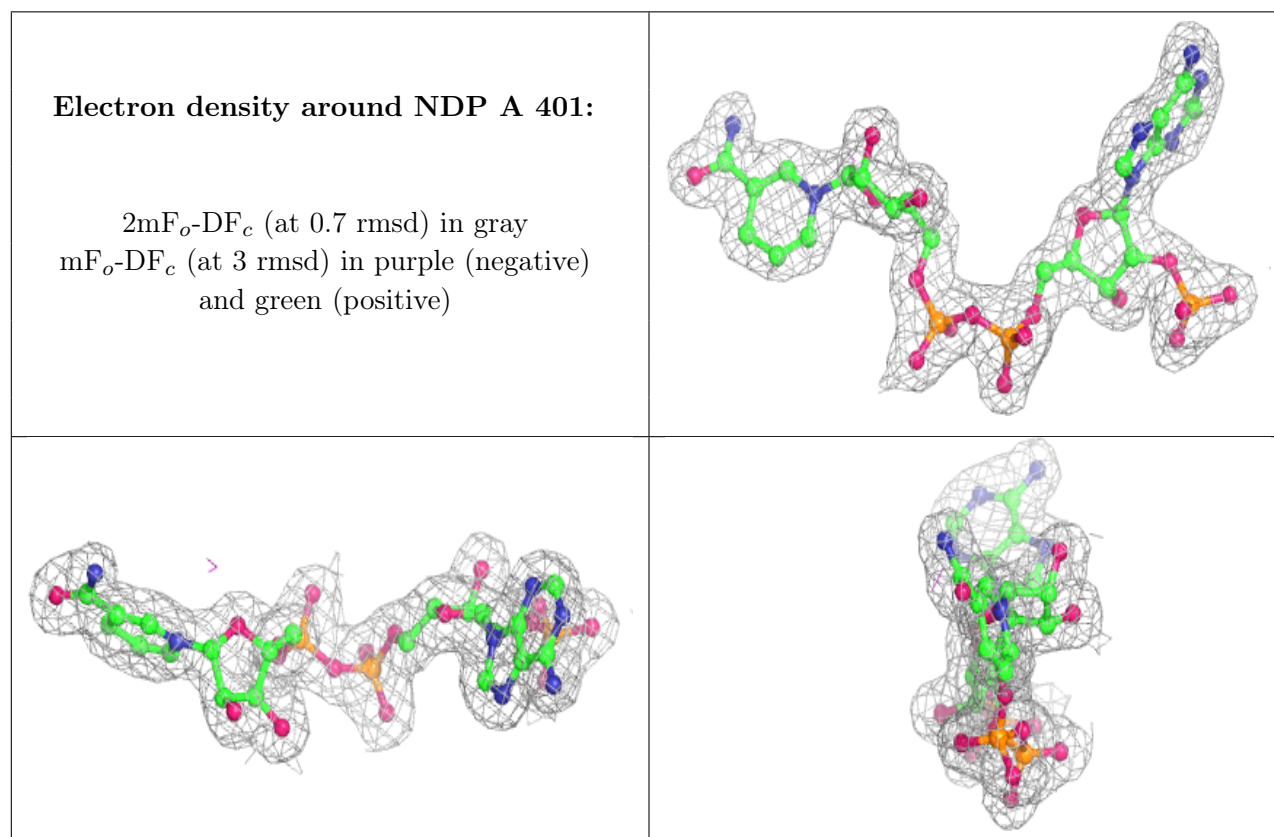 Electron density around NDP A 401:
2mFo-DFc (at 0.7 rmsd) in gray
mFo-DFc (at 3 rmsd) in purple (negative)
and green (positive)